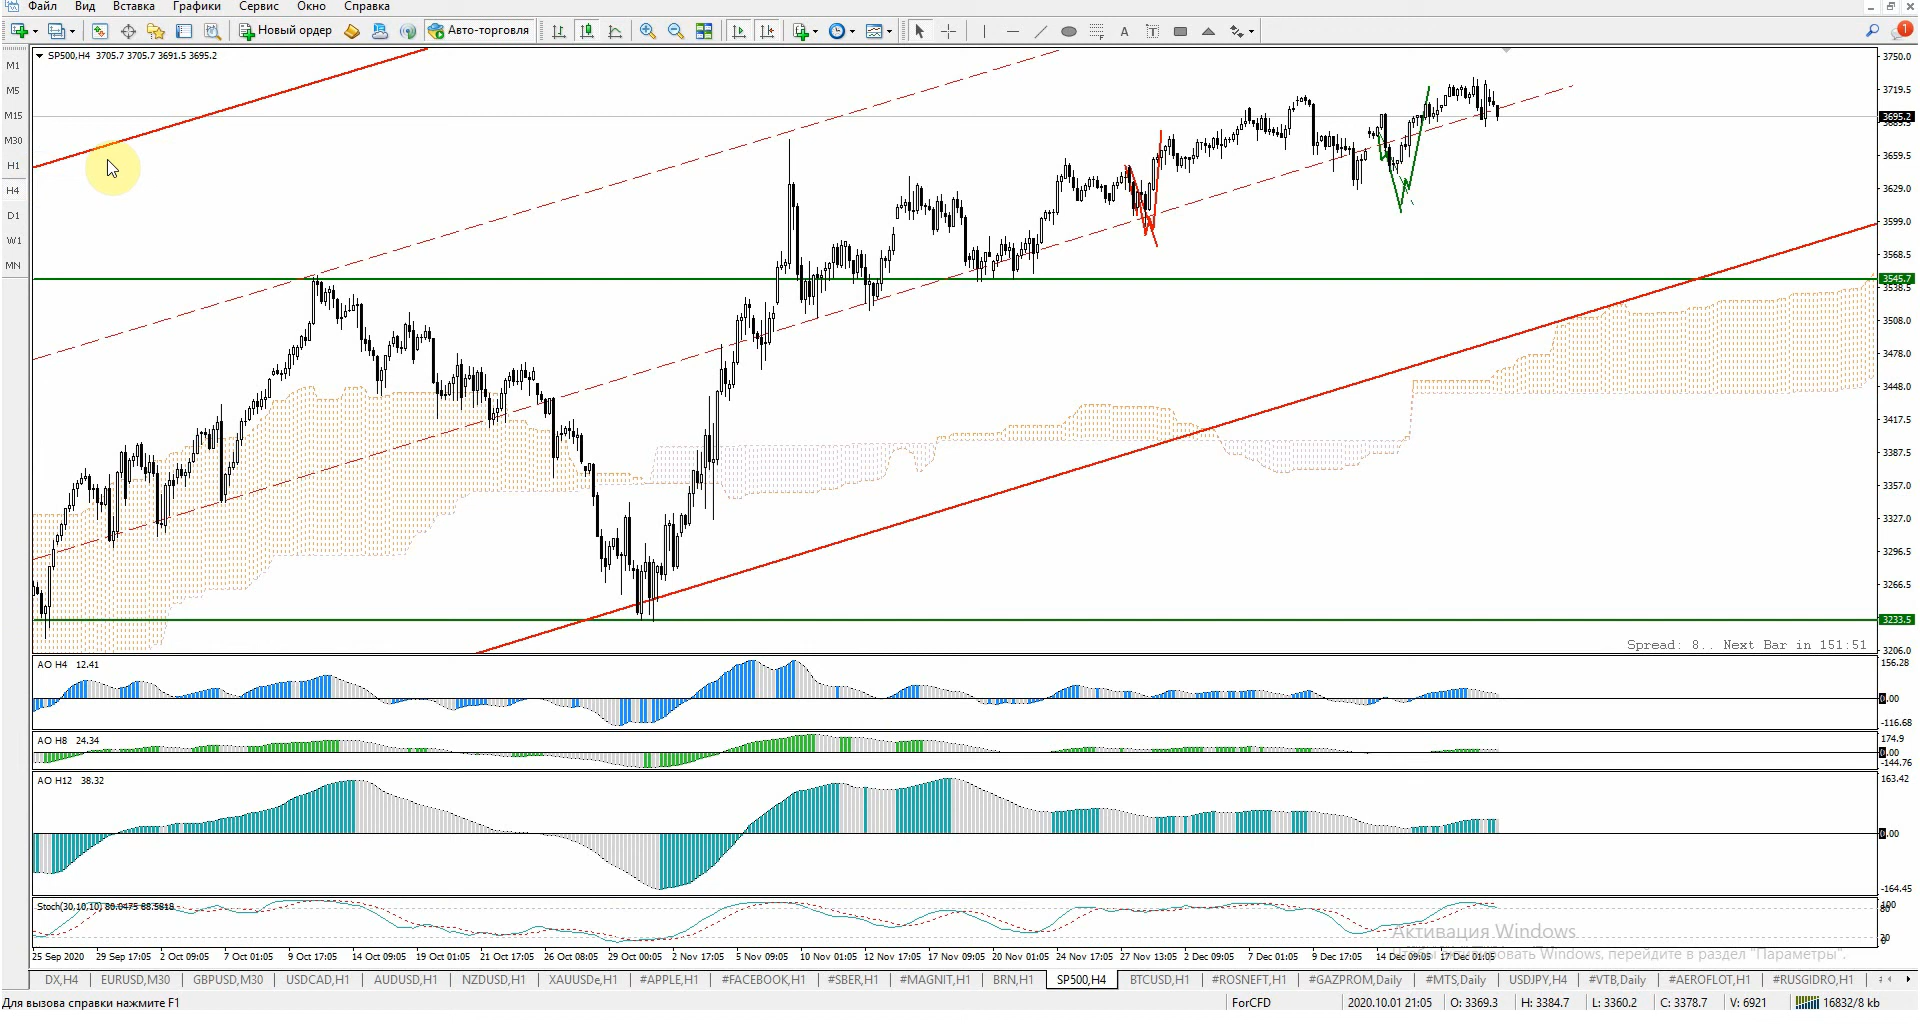 Файл Вид Вставка Графики Сервис Окно Справка
Новый ордер Авто-торговля A T 1
M1
M5
M15
M30
H1
H4
D1
W1
MN
SP500,H4 3705.7 3705.7 3691.5 3695.2
3750.0
3719.5
3695.2
3659.5
3629.0
3599.0
3568.5
3545.7
3538.5
3508.0
3478.0
3448.0
3417.5
3387.5
3357.0
3327.0
3296.5
3266.5
3233.5
3206.0
Spread: 8.. Next Bar in 151:51
AO H4 12.41
156.28
0.00
-116.68
AO H8 24.34
174.9
0.00
-144.76
AO H12 38.32
163.42
0.00
-164.45
Stoch(30,10,10)
100
80
20
0
Активация Windows
Windows, перейдите в раздел "Параметры".
25 Sep 2020 29 Sep 17:05 2 Oct 09:05 7 Oct 01:05 9 Oct 17:05 14 Oct 09:05 19 Oct 01:05 21 Oct 17:05 26 Oct 08:05 29 Oct 00:05 2 Nov 17:05 5 Nov 09:05 10 Nov 01:05 12 Nov 17:05 17 Nov 09:05 20 Nov 01:05 24 Nov 17:05 27 Nov 13:05 2 Dec 09:05 7 Dec 01:05 9 Dec 17:05 14 Dec 09:05 17 Dec 01:05
DX,H4 EURUSD,M30 GBPUSD,M30 USDCAD,H1 AUDUSD,H1 NZDUSD,H1 XAUUSDe,H1 #APPLE,H1 #FACEBOOK,H1 #SBER,H1 #MAGNIT,H1 BRN,H1 SP500,H4 BTCUSD,H1 #ROSNEFT,H1 #GAZPROM,Daily #MTS,Daily USDJPY,H4 #VTB,Daily #AEROFLOT,H1 #RUSGIDRO,H1
Для вызова справки нажмите F1 ForCFD 2020.10.01 21:05 O: 3369.3 H: 3384.7 L: 3360.2 C: 3378.7 V: 6921 16832/8 kb